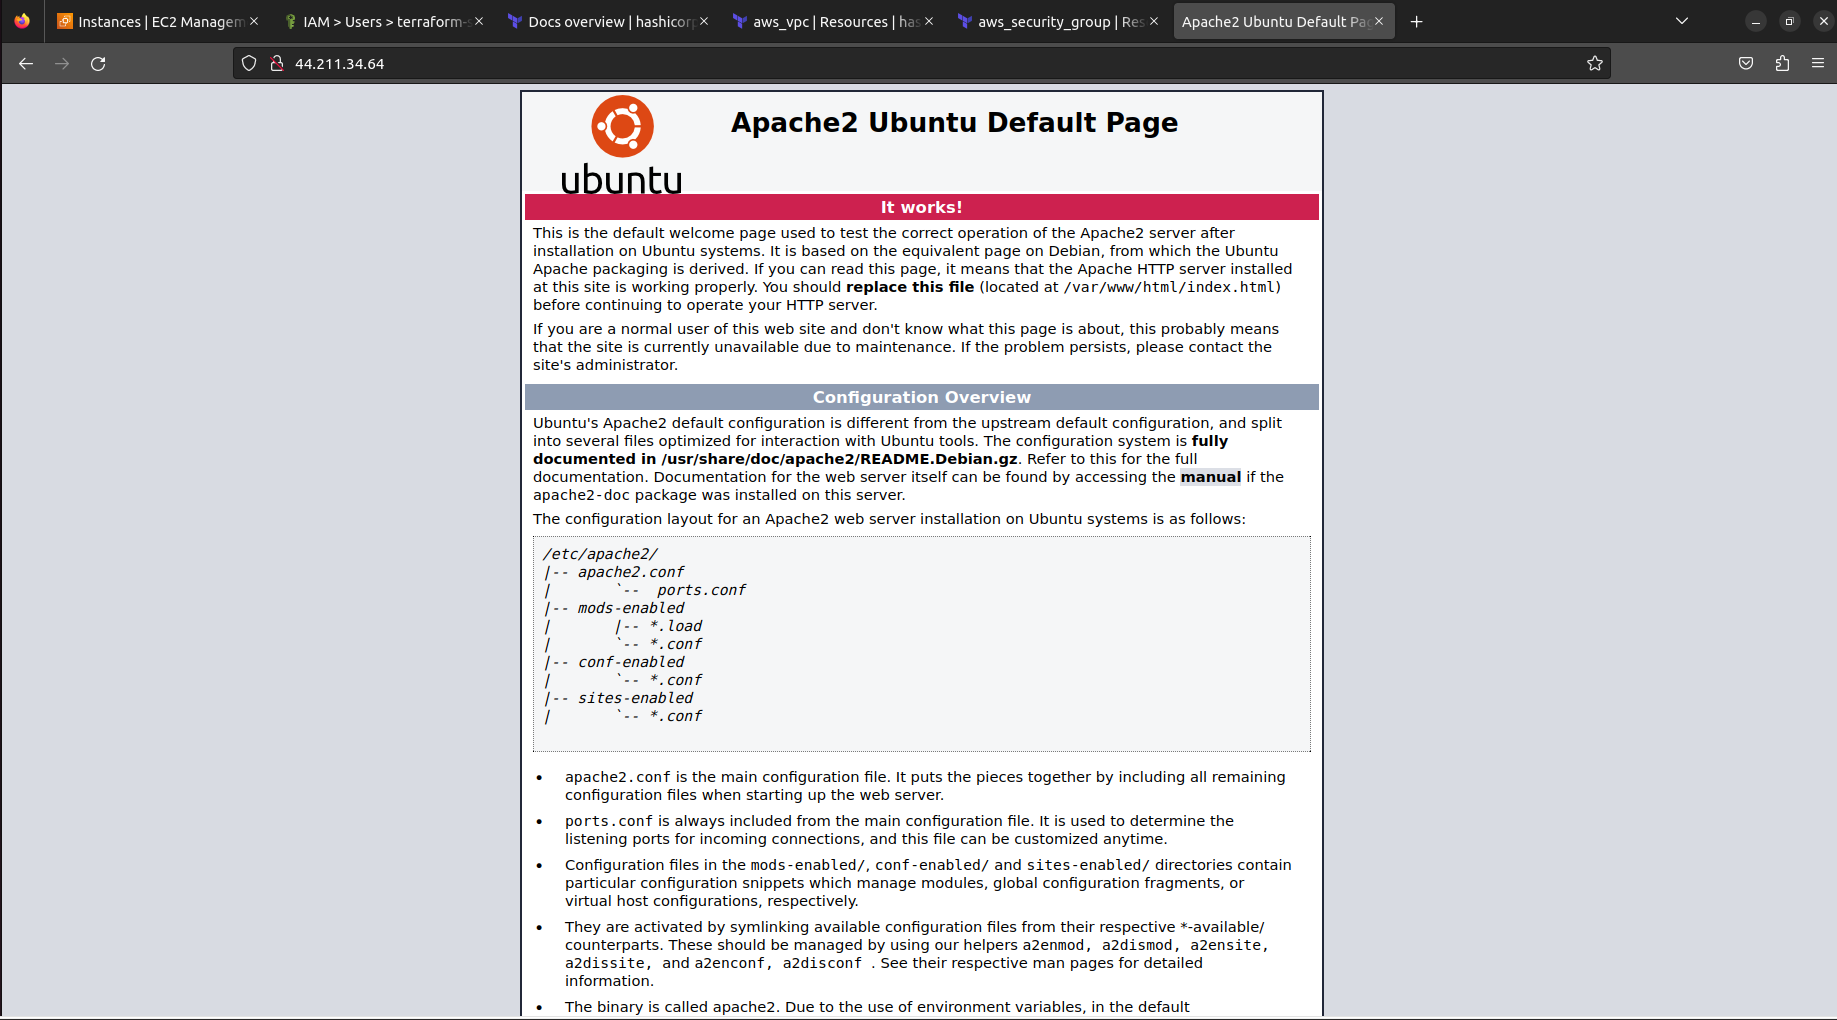 Instances | EC2 Managem
IAM > Users > terraform-s
Docs overview | hashicorp
aws_vpc | Resources | has
aws_security_group | Res
Apache2 Ubuntu Default Pag
44.211.34.64
ubuntu
Apache2 Ubuntu Default Page
It works!
This is the default welcome page used to test the correct operation of the Apache2 server after
installation on Ubuntu systems. It is based on the equivalent page on Debian, from which the Ubuntu
Apache packaging is derived. If you can read this page, it means that the Apache HTTP server installed
at this site is working properly. You should replace this file (located at /var/www/html/index.html)
before continuing to operate your HTTP server.
If you are a normal user of this web site and don't know what this page is about, this probably means
that the site is currently unavailable due to maintenance. If the problem persists, please contact the
site's administrator.
Configuration Overview
Ubuntu's Apache2 default configuration is different from the upstream default configuration, and split
into several files optimized for interaction with Ubuntu tools. The configuration system is fully
documented in /usr/share/doc/apache2/README.Debian.gz. Refer to this for the full
documentation. Documentation for the web server itself can be found by accessing the manual if the
apache2-doc package was installed on this server.
The configuration layout for an Apache2 web server installation on Ubuntu systems is as follows:
/etc/apache2/
|-- apache2.conf
|       `--  ports.conf
|-- mods-enabled
|       |-- *.load
|       `-- *.conf
|-- conf-enabled
|       `-- *.conf
|-- sites-enabled
|       `-- *.conf
• apache2.conf is the main configuration file. It puts the pieces together by including all remaining
configuration files when starting up the web server.
• ports.conf is always included from the main configuration file. It is used to determine the
listening ports for incoming connections, and this file can be customized anytime.
• Configuration files in the mods-enabled/, conf-enabled/ and sites-enabled/ directories contain
particular configuration snippets which manage modules, global configuration fragments, or
virtual host configurations, respectively.
• They are activated by symlinking available configuration files from their respective *-available/
counterparts. These should be managed by using our helpers a2enmod, a2dismod, a2ensite,
a2dissite, and a2enconf, a2disconf . See their respective man pages for detailed
information.
• The binary is called apache2. Due to the use of environment variables, in the default